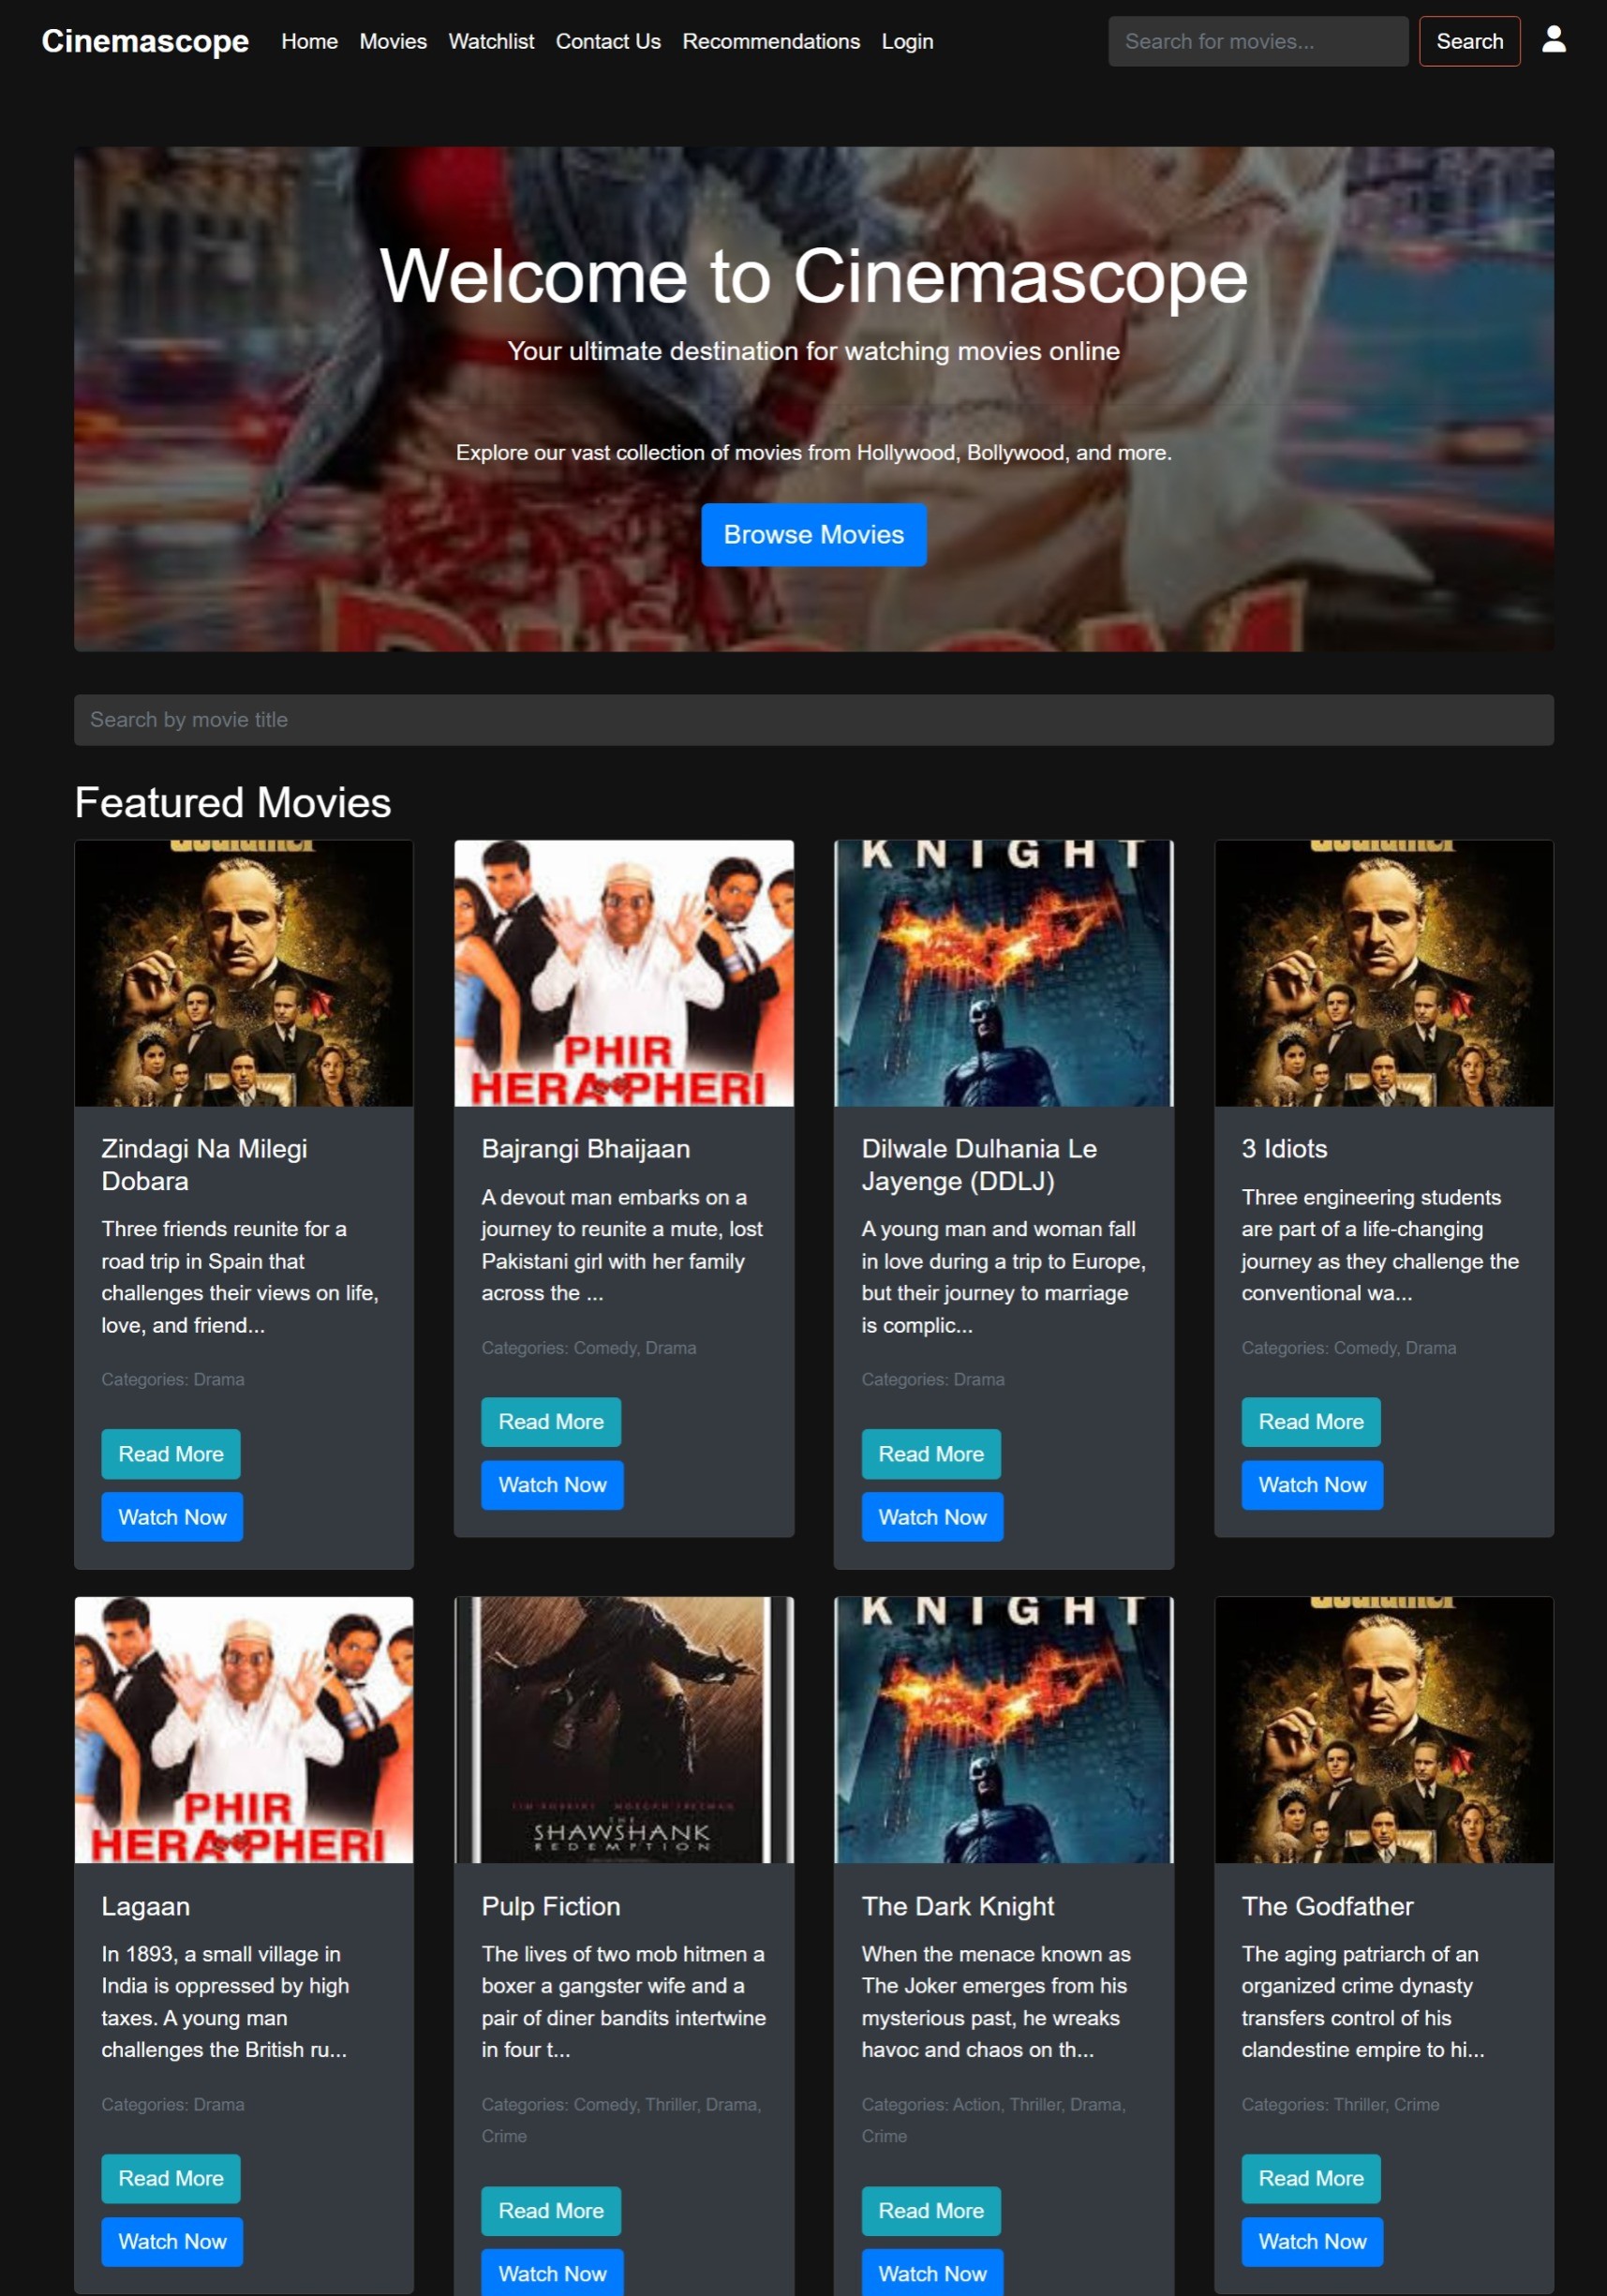 Cinemascope Home Movies Watchlist Contact Us Recommendations Login Search for movies... Search
Welcome to Cinemascope
Your ultimate destination for watching movies online
Explore our vast collection of movies from Hollywood, Bollywood, and more.
Browse Movies
Search by movie title
Featured Movies
Zindagi Na Milegi
Dobara
Three friends reunite for a
road trip in Spain that
challenges their views on life,
love, and friend...
Categories: Drama
Read More
Watch Now
PHIR
HERA PHERI
Bajrangi Bhaijaan
A devout man embarks on a
journey to reunite a mute, lost
Pakistani girl with her family
across the ...
Categories: Comedy, Drama
Read More
Watch Now
KNIGHT
Dilwale Dulhania Le
Jayenge (DDLJ)
A young man and woman fall
in love during a trip to Europe,
but their journey to marriage
is complic...
Categories: Drama
Read More
Watch Now
3 Idiots
Three engineering students
are part of a life-changing
journey as they challenge the
conventional wa...
Categories: Comedy, Drama
Read More
Watch Now
PHIR
HERA PHERI
Lagaan
In 1893, a small village in
India is oppressed by high
taxes. A young man
challenges the British ru...
Categories: Drama
Read More
Watch Now
TIM ROBBINS MORGAN FREEMAN
THE
SHAWSHANK
REDEMPTION
Pulp Fiction
The lives of two mob hitmen a
boxer a gangster wife and a
pair of diner bandits intertwine
in four t...
Categories: Comedy, Thriller, Drama,
Crime
Read More
Watch Now
KNIGHT
The Dark Knight
When the menace known as
The Joker emerges from his
mysterious past, he wreaks
havoc and chaos on th...
Categories: Action, Thriller, Drama,
Crime
Read More
Watch Now
The Godfather
The aging patriarch of an
organized crime dynasty
transfers control of his
clandestine empire to hi...
Categories: Thriller, Crime
Read More
Watch Now